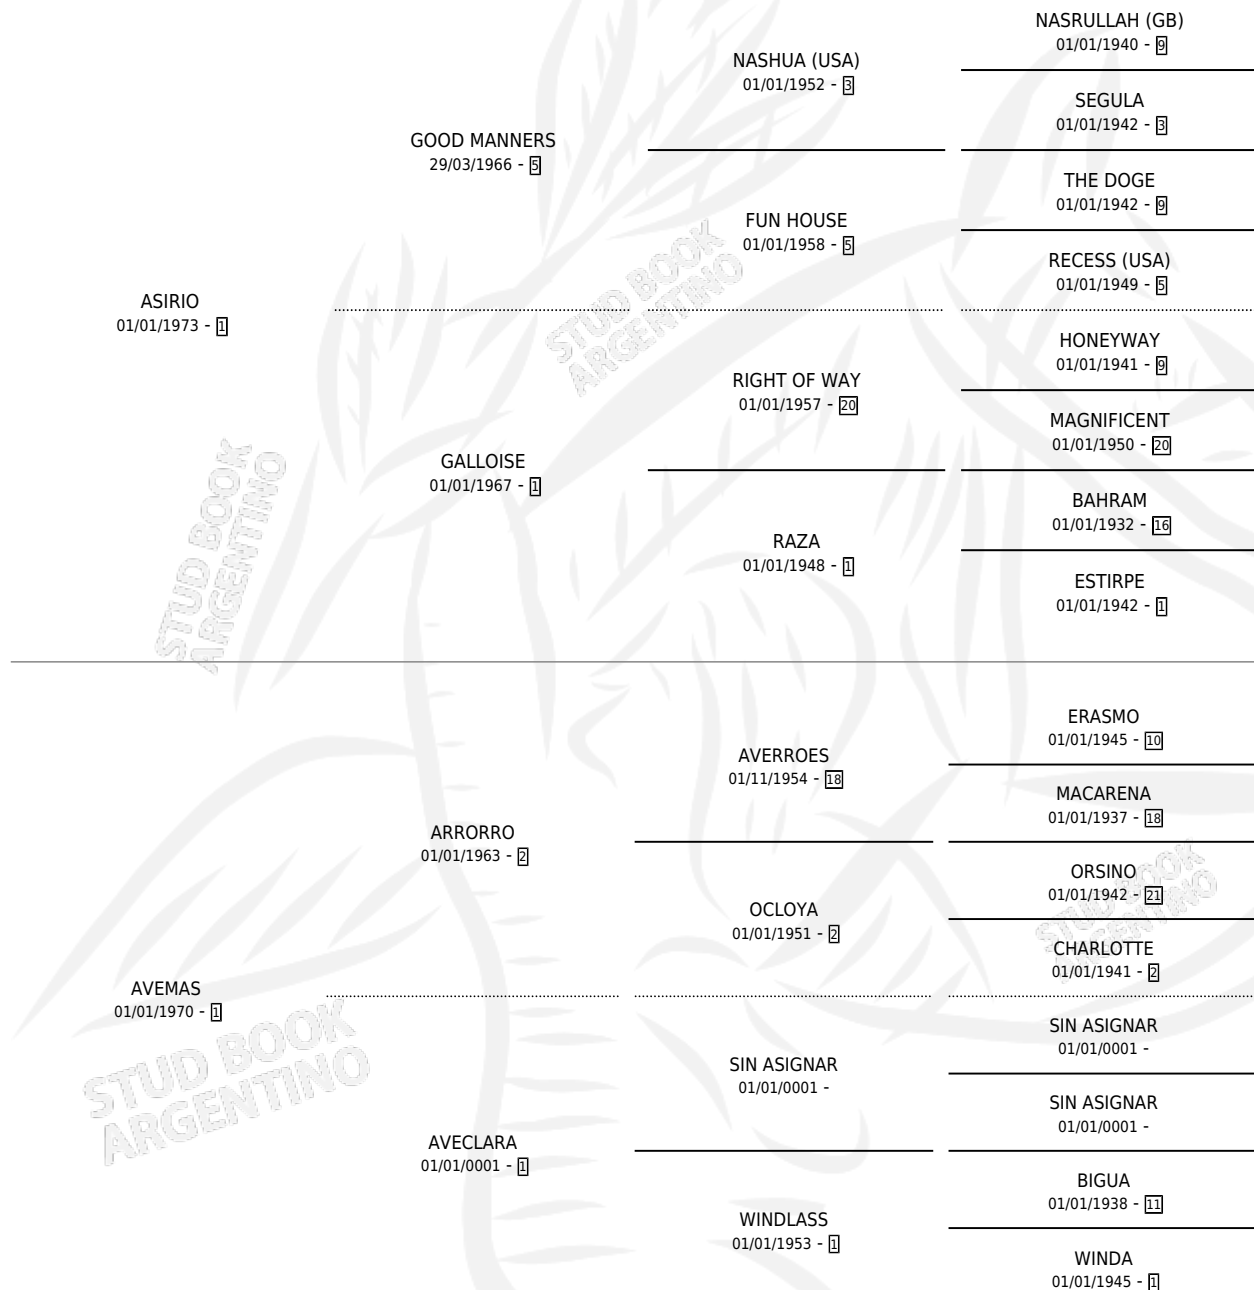 NASRULLAH (GB)
01/01/1940 - 9
NASHUA (USA)
01/01/1952 - 3
SEGULA
01/01/1942 - 3
GOOD MANNERS
29/03/1966 - 5
THE DOGE
01/01/1942 - 9
FUN HOUSE
01/01/1958 - 5
RECESS (USA)
01/01/1949 - 5
ASIRIO
01/01/1973 - 1
HONEYWAY
01/01/1941 - 9
RIGHT OF WAY
01/01/1957 - 20
MAGNIFICENT
01/01/1950 - 20
GALLOISE
01/01/1967 - 1
BAHRAM
01/01/1932 - 16
RAZA
01/01/1948 - 1
ESTIRPE
01/01/1942 - 1
ERASMO
01/01/1945 - 10
AVERROES
01/11/1954 - 18
MACARENA
01/01/1937 - 18
ARRORRO
01/01/1963 - 2
ORSINO
01/01/1942 - 21
OCLOYA
01/01/1951 - 2
CHARLOTTE
01/01/1941 - 2
AVEMAS
01/01/1970 - 1
SIN ASIGNAR
01/01/0001 -
SIN ASIGNAR
01/01/0001 -
SIN ASIGNAR
01/01/0001 -
AVECLARA
01/01/0001 - 1
BIGUA
01/01/1938 - 11
WINDLASS
01/01/1953 - 1
WINDA
01/01/1945 - 1
STUD BOOK
ARGENTINO
STUD BOOK
ARGENTINO
STUD BOOK
ARGENTINO
STUD BOOK
ARGENTINO